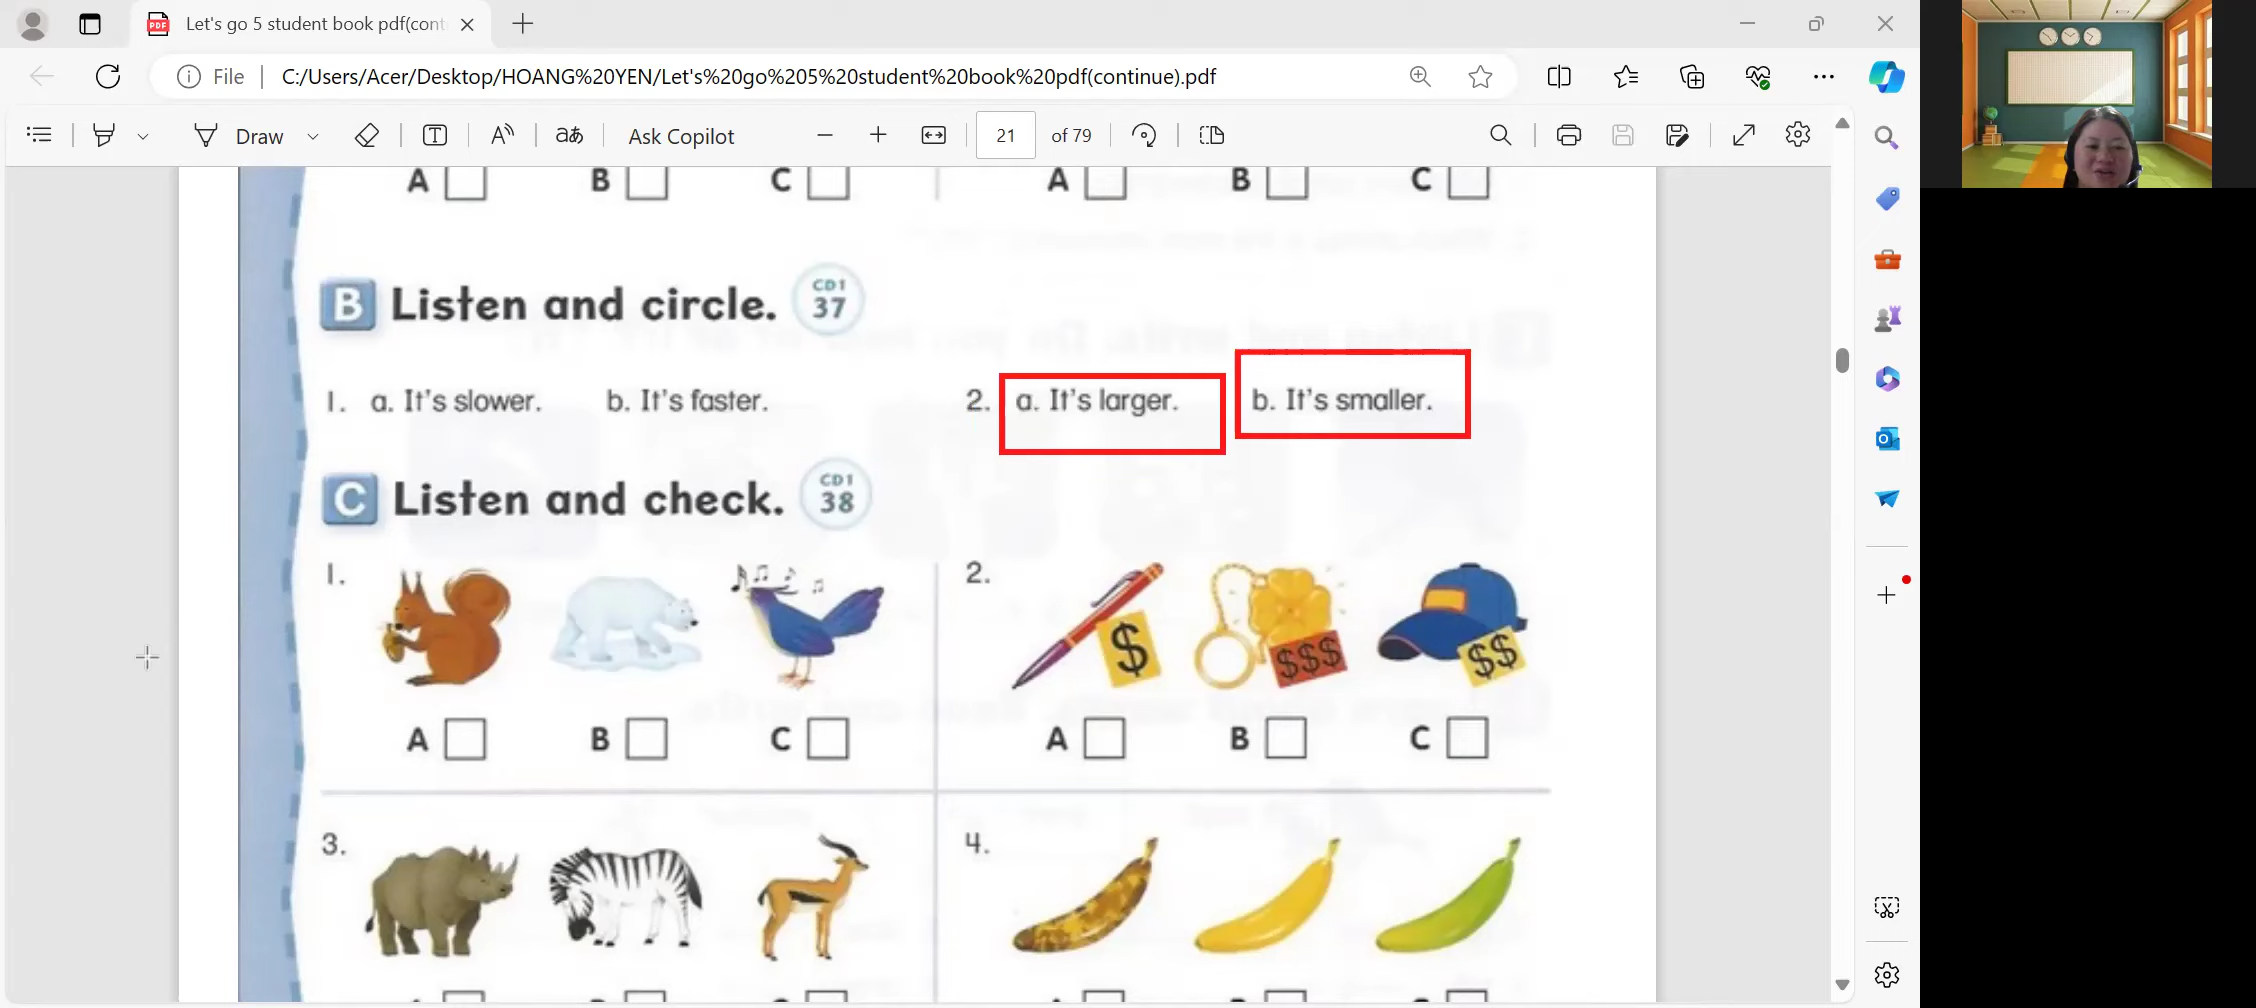 Let's go 5 student book pdf(cont
File
C:/Users/Acer/Desktop/HOANG%20YEN/Let's%20go%205%20student%20book%20pdf(continue).pdf
Draw
Ask Copilot
21 of 79
A B C A B C
B Listen and circle. CD1 37
1. a. It's slower. b. It's faster. 2. a. It's larger. b. It's smaller.
C Listen and check. CD1 38
1. 2.
$ $$$ $$
A B C A B C
3. 4.